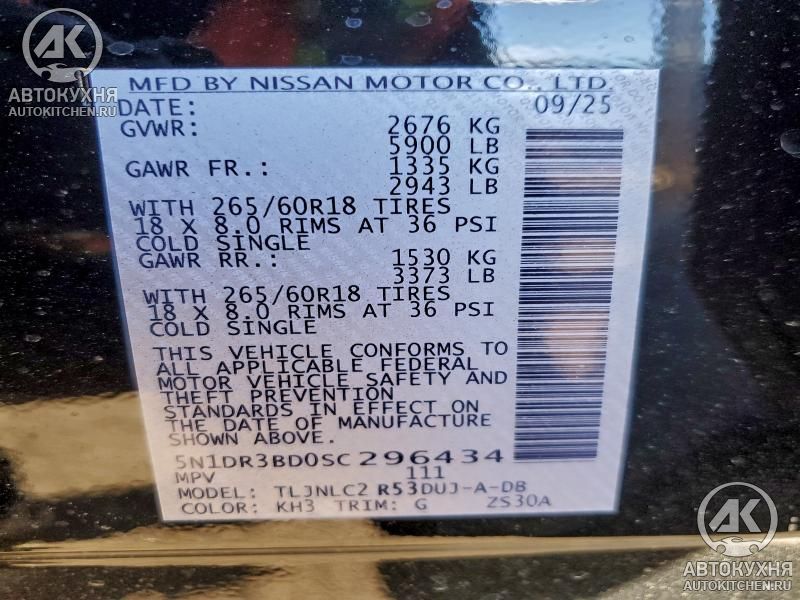 AK
АВТОКУХНЯ
AUTOKITCHEN.RU
MFD BY NISSAN MOTOR CO., LTD.
DATE: 09/25
GVWR: 2676 KG
5900 LB
GAWR FR.: 1335 KG
2943 LB
WITH 265/60R18 TIRES
18 X 8.0 RIMS AT 36 PSI
COLD SINGLE
GAWR RR.: 1530 KG
3373 LB
WITH 265/60R18 TIRES
18 X 8.0 RIMS AT 36 PSI
COLD SINGLE
THIS VEHICLE CONFORMS TO
ALL APPLICABLE FEDERAL
MOTOR VEHICLE SAFETY AND
THEFT PREVENTION
STANDARDS IN EFFECT ON
THE DATE OF MANUFACTURE
SHOWN ABOVE
5N1DR3BD0SC296434
MPV 111
MODEL: TLJNLC2 R53DUJ-A-DB
COLOR: KH3 TRIM: G ZS30A
AK
АВТОКУХНЯ
AUTOKITCHEN.RU